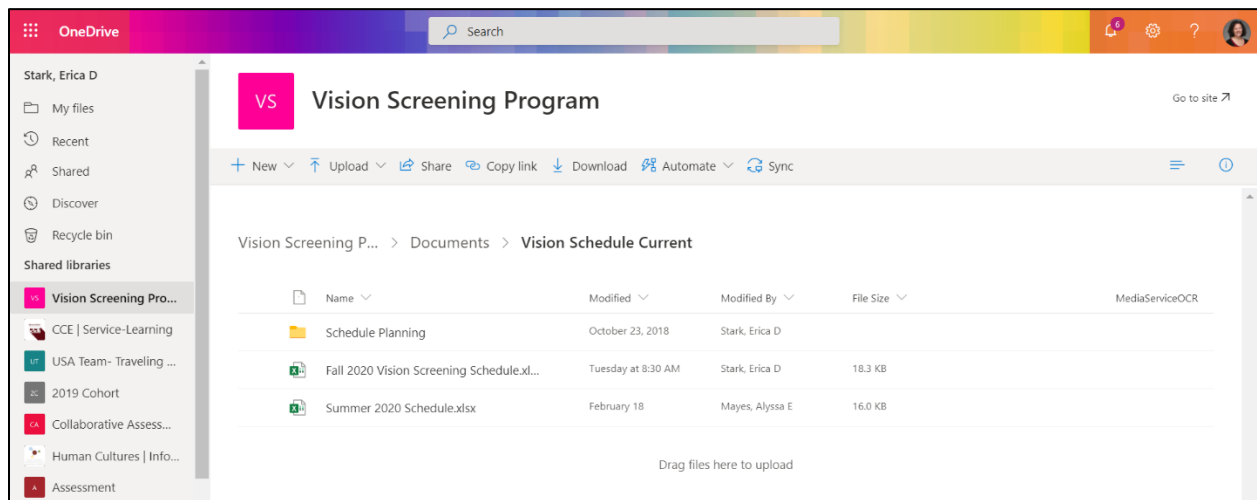 OneDrive
Search
6
?
Stark, Erica D
My files
Recent
Shared
Discover
Recycle bin
Shared libraries
VS Vision Screening Pro...
CCE | Service-Learning
UT USA Team- Traveling ...
ZC 2019 Cohort
CA Collaborative Assess...
Human Cultures | Info...
A Assessment
VS
Vision Screening Program
Go to site
New Upload Share Copy link Download Automate Sync
Vision Screening P... > Documents > Vision Schedule Current
Name Modified Modified By File Size MediaServiceOCR
Schedule Planning October 23, 2018 Stark, Erica D
Fall 2020 Vision Screening Schedule.xl... Tuesday at 8:30 AM Stark, Erica D 18.3 KB
Summer 2020 Schedule.xlsx February 18 Mayes, Alyssa E 16.0 KB
Drag files here to upload